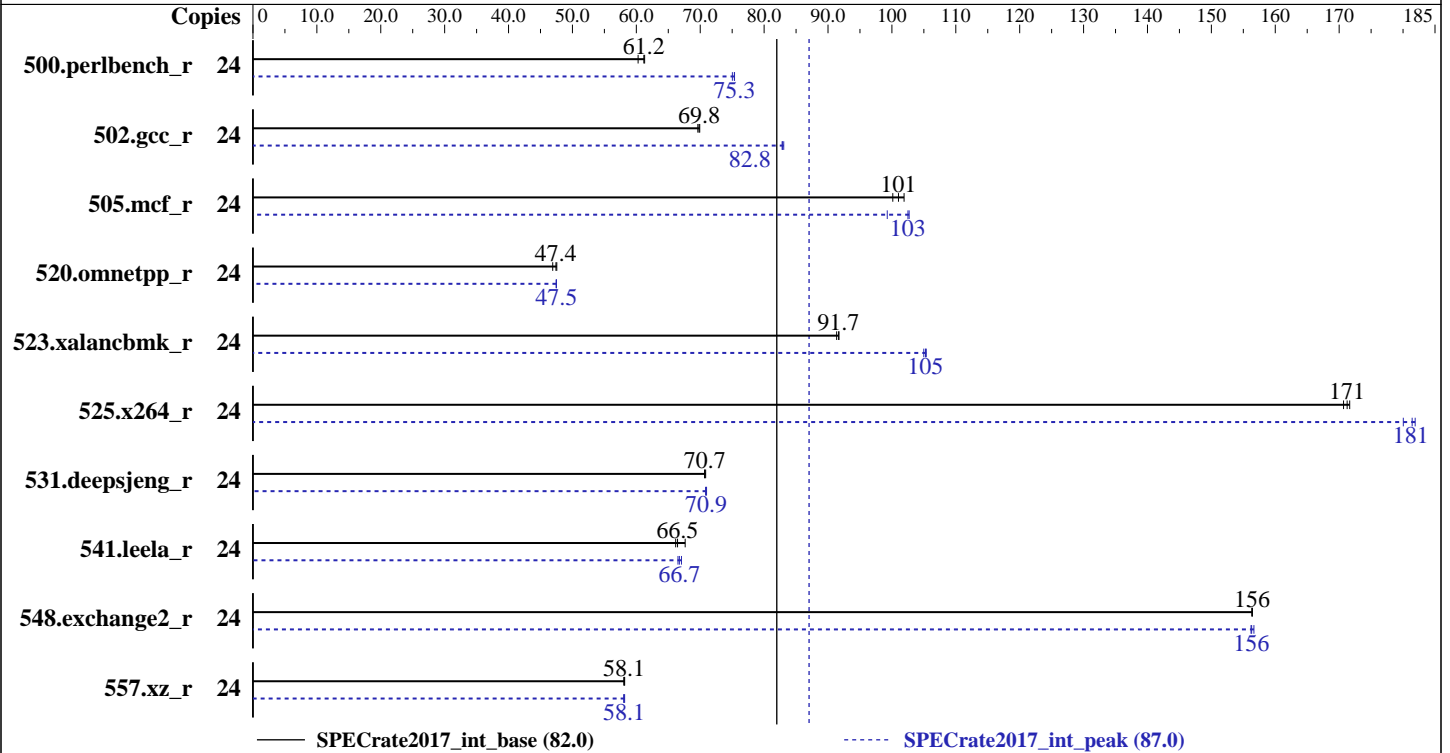 Copies 0 10.0 20.0 30.0 40.0 50.0 60.0 70.0 80.0 90.0 100 110 120 130 140 150 160 170 185
61.2
500.perlbench_r 24
75.3
69.8
502.gcc_r 24
82.8
101
505.mcf_r 24
103
47.4
520.omnetpp_r 24
47.5
91.7
523.xalancbmk_r 24
105
171
525.x264_r 24
181
70.7
531.deepsjeng_r 24
70.9
66.5
541.leela_r 24
66.7
156
548.exchange2_r 24
156
58.1
557.xz_r 24
58.1
SPECrate2017_int_base (82.0) SPECrate2017_int_peak (87.0)